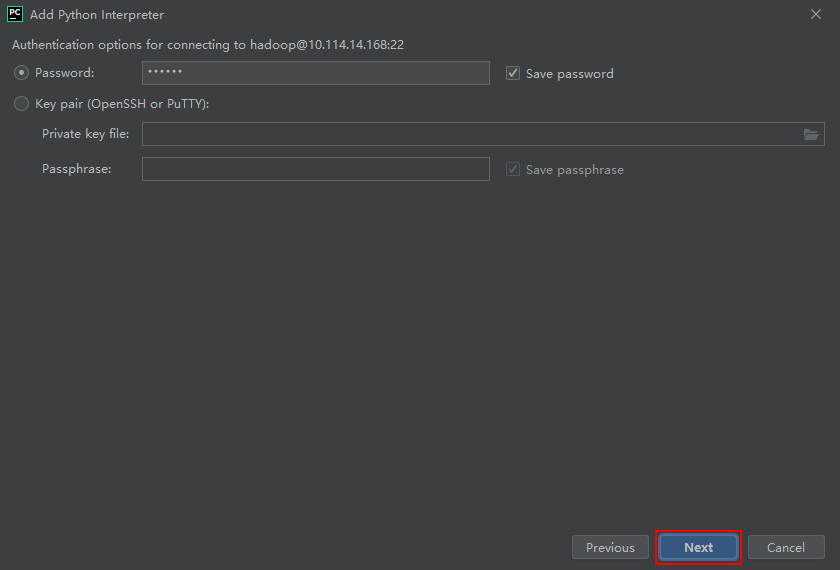 PC Add Python Interpreter
Authentication options for connecting to hadoop@10.114.14.168:22
Password: •••••• Save password
Key pair (OpenSSH or PuTTY):
Private key file:
Passphrase: Save passphrase
Previous Next Cancel